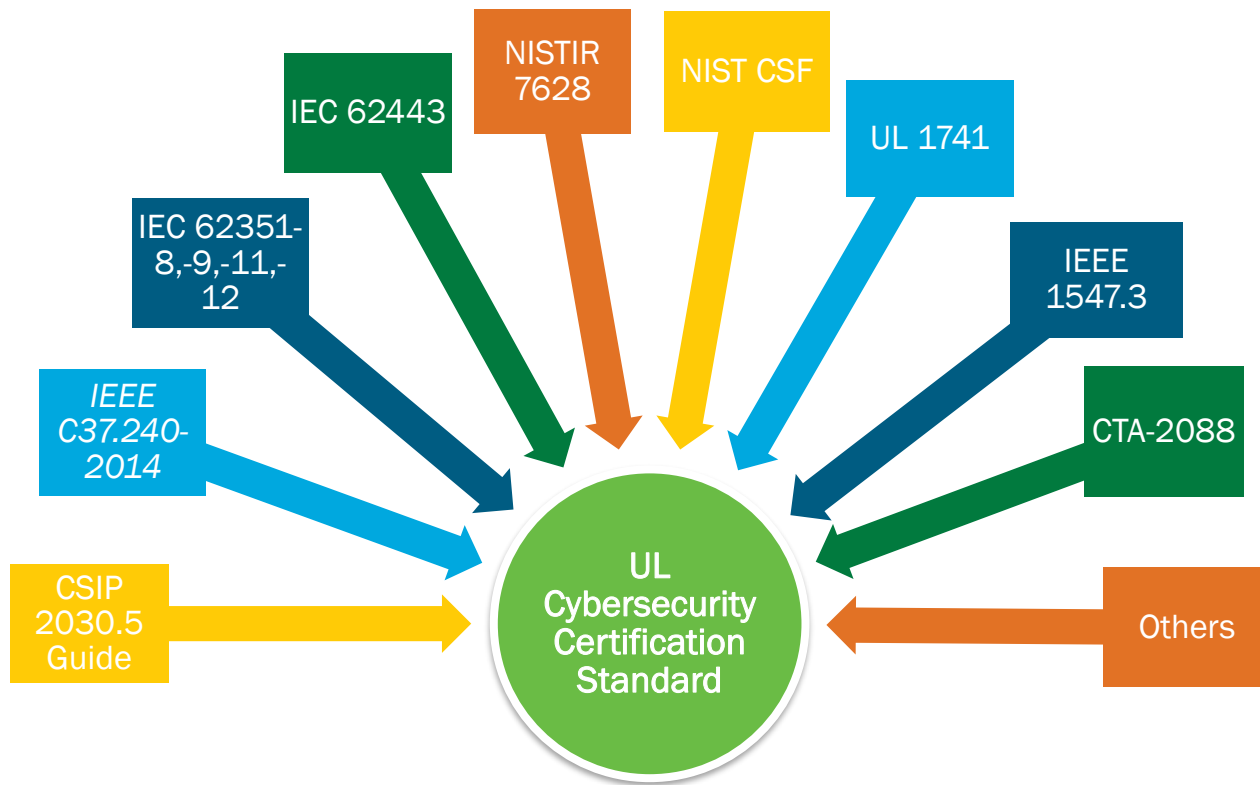 NISTIR
7628
NIST CSF
IEC 62443
UL 1741
IEC 62351-
8,-9,-11,-
12
IEEE
1547.3
IEEE
C37.240-
2014
CTA-2088
CSIP
2030.5
Guide
UL
Cybersecurity
Certification
Standard
Others